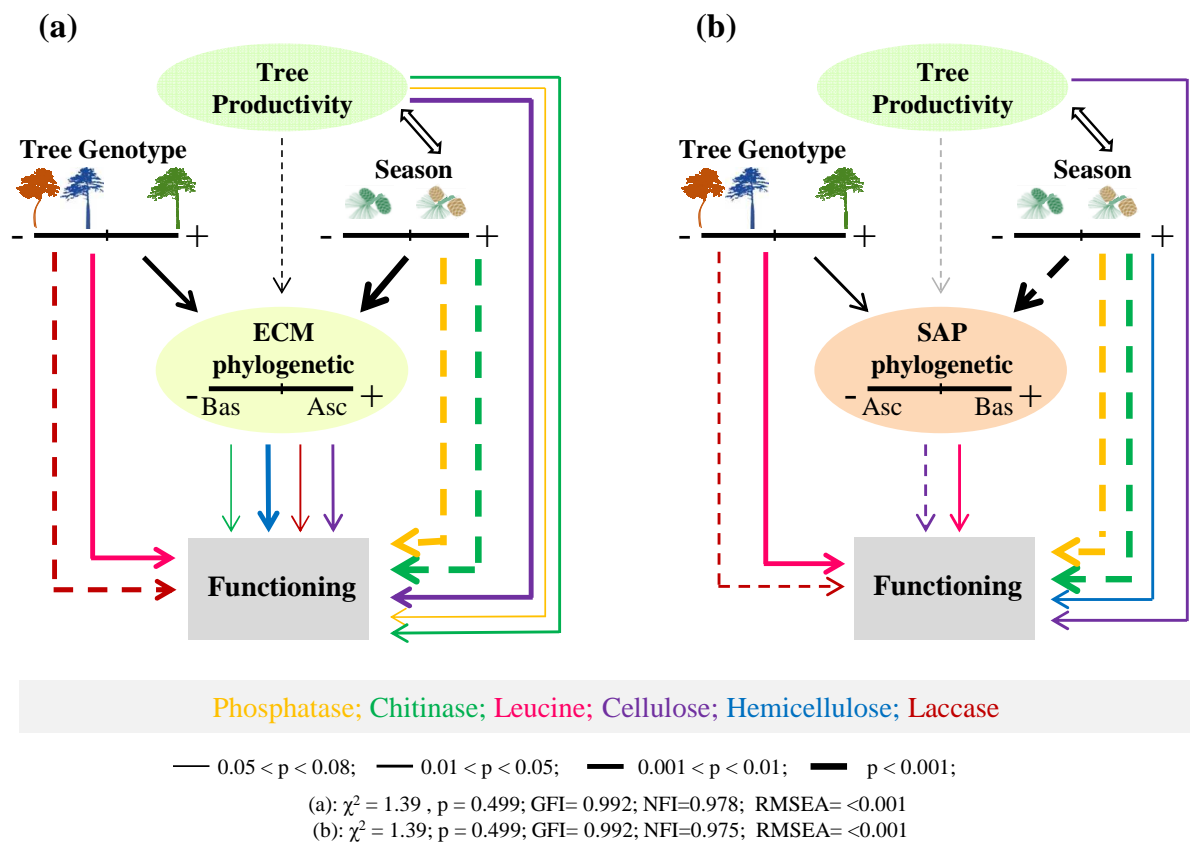 (a)
Tree
Productivity
Tree Genotype
Season
- +
- +
ECM
phylogenetic
- +
Bas Asc
Functioning
(b)
Tree
Productivity
Tree Genotype
Season
- +
- +
SAP
phylogenetic
- +
Asc Bas
Functioning
Phosphatase; Chitinase; Leucine; Cellulose; Hemicellulose; Laccase
0.05 < p < 0.08; 0.01 < p < 0.05; 0.001 < p < 0.01; p < 0.001;
(a): χ² = 1.39 , p = 0.499; GFI= 0.992; NFI=0.978; RMSEA= <0.001
(b): χ² = 1.39; p = 0.499; GFI= 0.992; NFI=0.975; RMSEA= <0.001